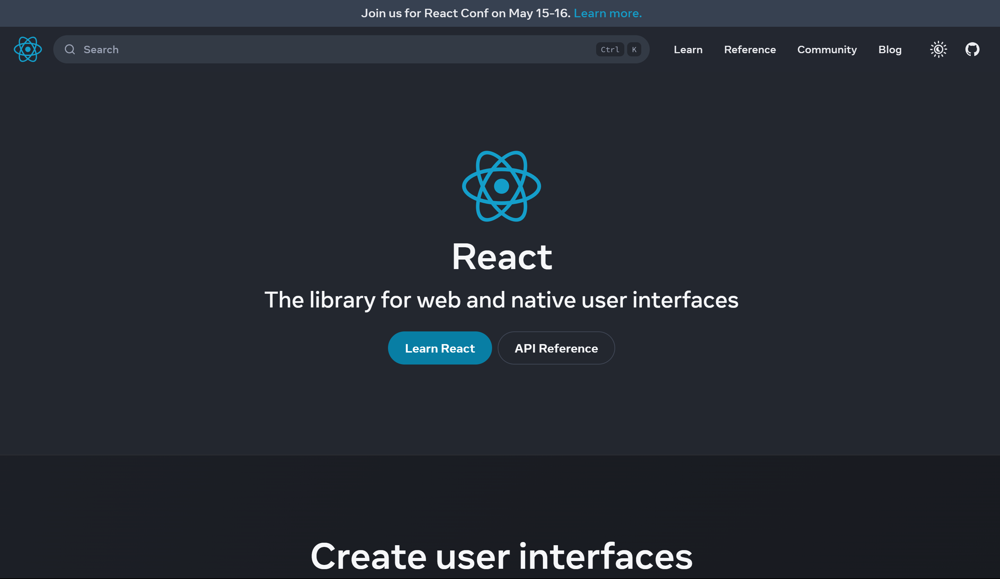 Join us for React Conf on May 15–16. Learn more.
Search
Ctrl K
Learn Reference Community Blog
React
The library for web and native user interfaces
Learn React API Reference
Create user interfaces